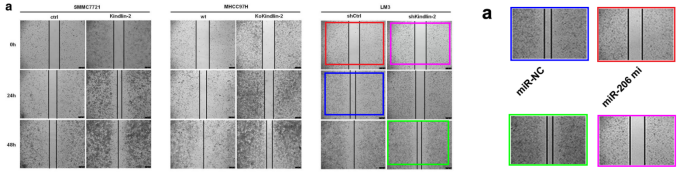 a
SMMC7721
MHCC97H
LM3
ctrl
Kindlin-2
wt
KoKindlin-2
shCtrl
shKindlin-2
0h
24h
48h
a
miR-NC
miR-206 mi